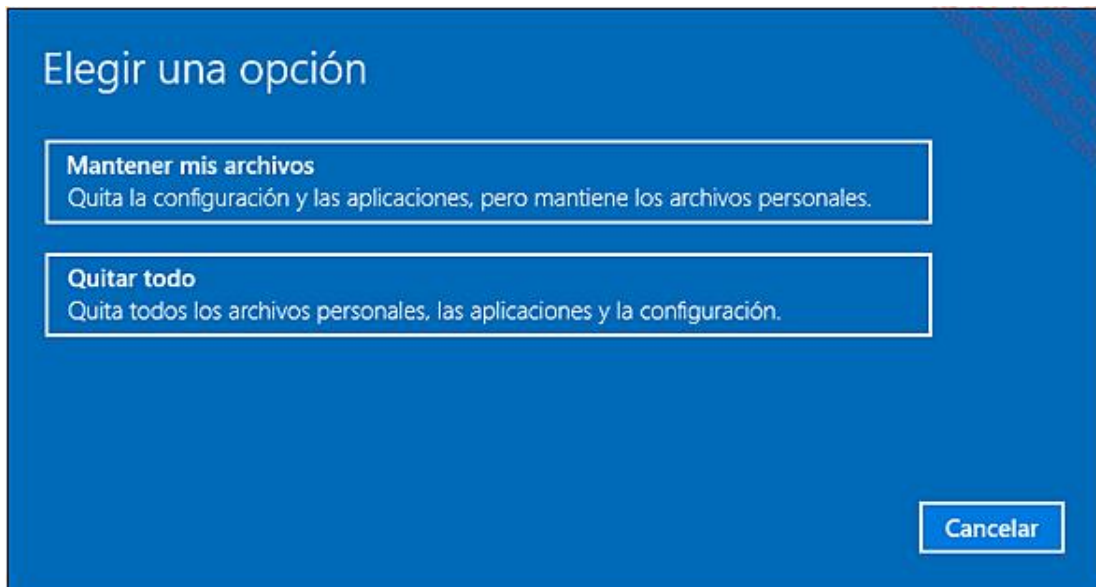 Elegir una opción
Mantener mis archivos
Quita la configuración y las aplicaciones, pero mantiene los archivos personales.
Quitar todo
Quita todos los archivos personales, las aplicaciones y la configuración.
Cancelar